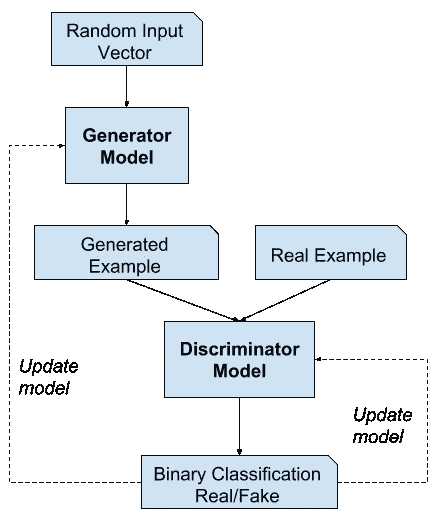 Random Input
Vector
Generator
Model
Generated
Example
Real Example
Discriminator
Model
Update
model
Update
model
Binary Classification
Real/Fake